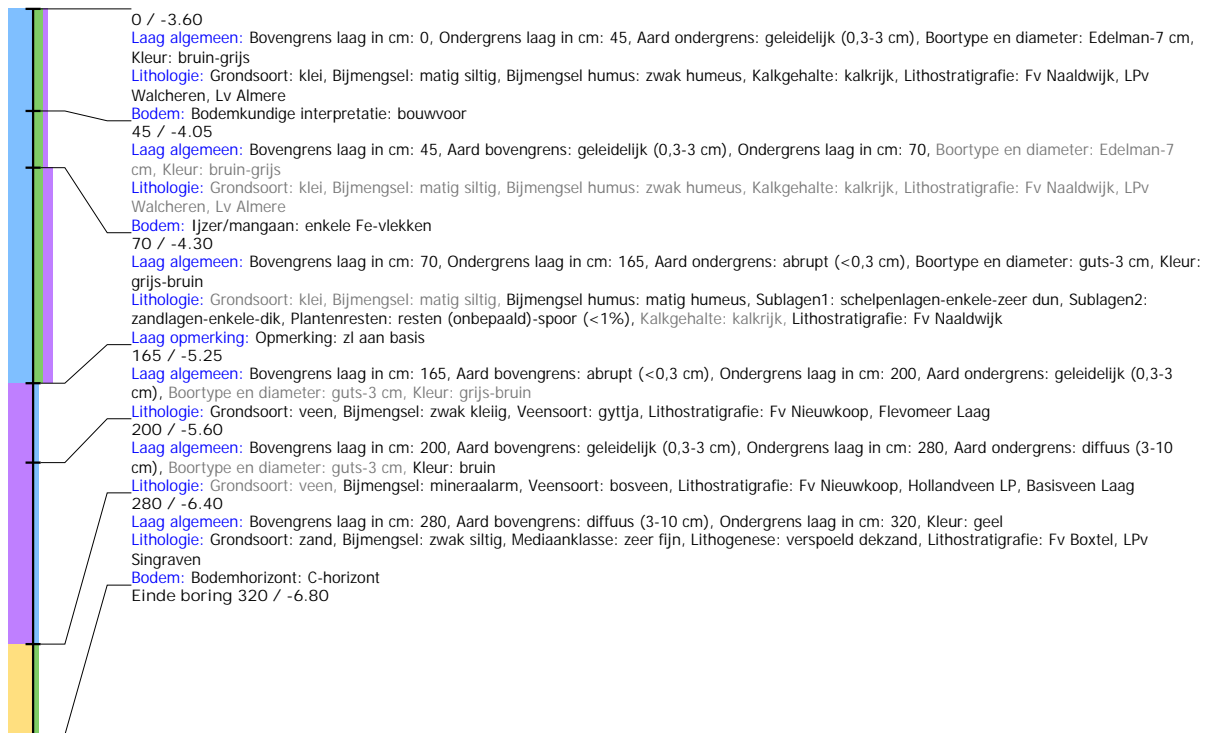 0 / -3.60
Laag algemeen: Bovengrens laag in cm: 0, Ondergrens laag in cm: 45, Aard ondergrens: geleidelijk (0,3-3 cm), Boortype en diameter: Edelman-7 cm,
Kleur: bruin-grijs
Lithologie: Grondsoort: klei, Bijmengsel: matig siltig, Bijmengsel humus: zwak humeus, Kalkgehalte: kalkrijk, Lithostratigrafie: Fv Naaldwijk, LPv
Walcheren, Lv Almere
Bodem: Bodemkundige interpretatie: bouwvoor
45 / -4.05
Laag algemeen: Bovengrens laag in cm: 45, Aard bovengrens: geleidelijk (0,3-3 cm), Ondergrens laag in cm: 70, Boortype en diameter: Edelman-7
cm, Kleur: bruin-grijs
Lithologie: Grondsoort: klei, Bijmengsel: matig siltig, Bijmengsel humus: zwak humeus, Kalkgehalte: kalkrijk, Lithostratigrafie: Fv Naaldwijk, LPv
Walcheren, Lv Almere
Bodem: Ijzer/mangaan: enkele Fe-vlekken
70 / -4.30
Laag algemeen: Bovengrens laag in cm: 70, Ondergrens laag in cm: 165, Aard ondergrens: abrupt (<0,3 cm), Boortype en diameter: guts-3 cm, Kleur:
grijs-bruin
Lithologie: Grondsoort: klei, Bijmengsel: matig siltig, Bijmengsel humus: matig humeus, Sublagen1: schelpenlagen-enkele-zeer dun, Sublagen2:
zandlagen-enkele-dik, Plantenresten: resten (onbepaald)-spoor (<1%), Kalkgehalte: kalkrijk, Lithostratigrafie: Fv Naaldwijk
Laag opmerking: Opmerking: zl aan basis
165 / -5.25
Laag algemeen: Bovengrens laag in cm: 165, Aard bovengrens: abrupt (<0,3 cm), Ondergrens laag in cm: 200, Aard ondergrens: geleidelijk (0,3-3
cm), Boortype en diameter: guts-3 cm, Kleur: grijs-bruin
Lithologie: Grondsoort: veen, Bijmengsel: zwak kleiig, Veensoort: gyttja, Lithostratigrafie: Fv Nieuwkoop, Flevomeer Laag
200 / -5.60
Laag algemeen: Bovengrens laag in cm: 200, Aard bovengrens: geleidelijk (0,3-3 cm), Ondergrens laag in cm: 280, Aard ondergrens: diffuus (3-10
cm), Boortype en diameter: guts-3 cm, Kleur: bruin
Lithologie: Grondsoort: veen, Bijmengsel: mineraalarm, Veensoort: bosveen, Lithostratigrafie: Fv Nieuwkoop, Hollandveen LP, Basisveen Laag
280 / -6.40
Laag algemeen: Bovengrens laag in cm: 280, Aard bovengrens: diffuus (3-10 cm), Ondergrens laag in cm: 320, Kleur: geel
Lithologie: Grondsoort: zand, Bijmengsel: zwak siltig, Mediaanklasse: zeer fijn, Lithogenese: verspoeld dekzand, Lithostratigrafie: Fv Boxtel, LPv
Singraven
Bodem: Bodemhorizont: C-horizont
Einde boring 320 / -6.80